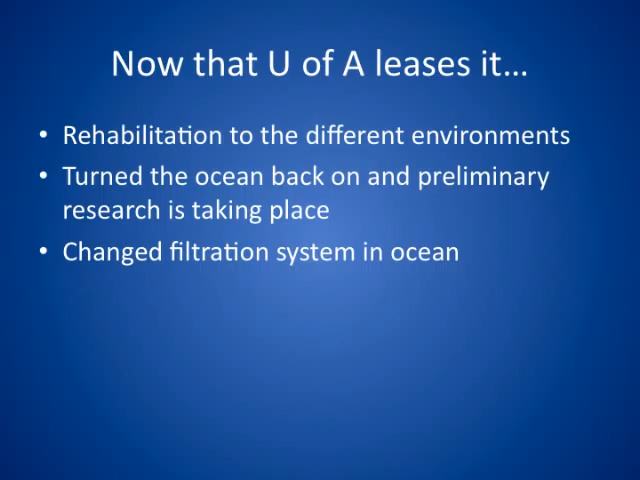 Now that U of A leases it…
• Rehabilitation to the different environments
• Turned the ocean back on and preliminary
research is taking place
• Changed filtration system in ocean